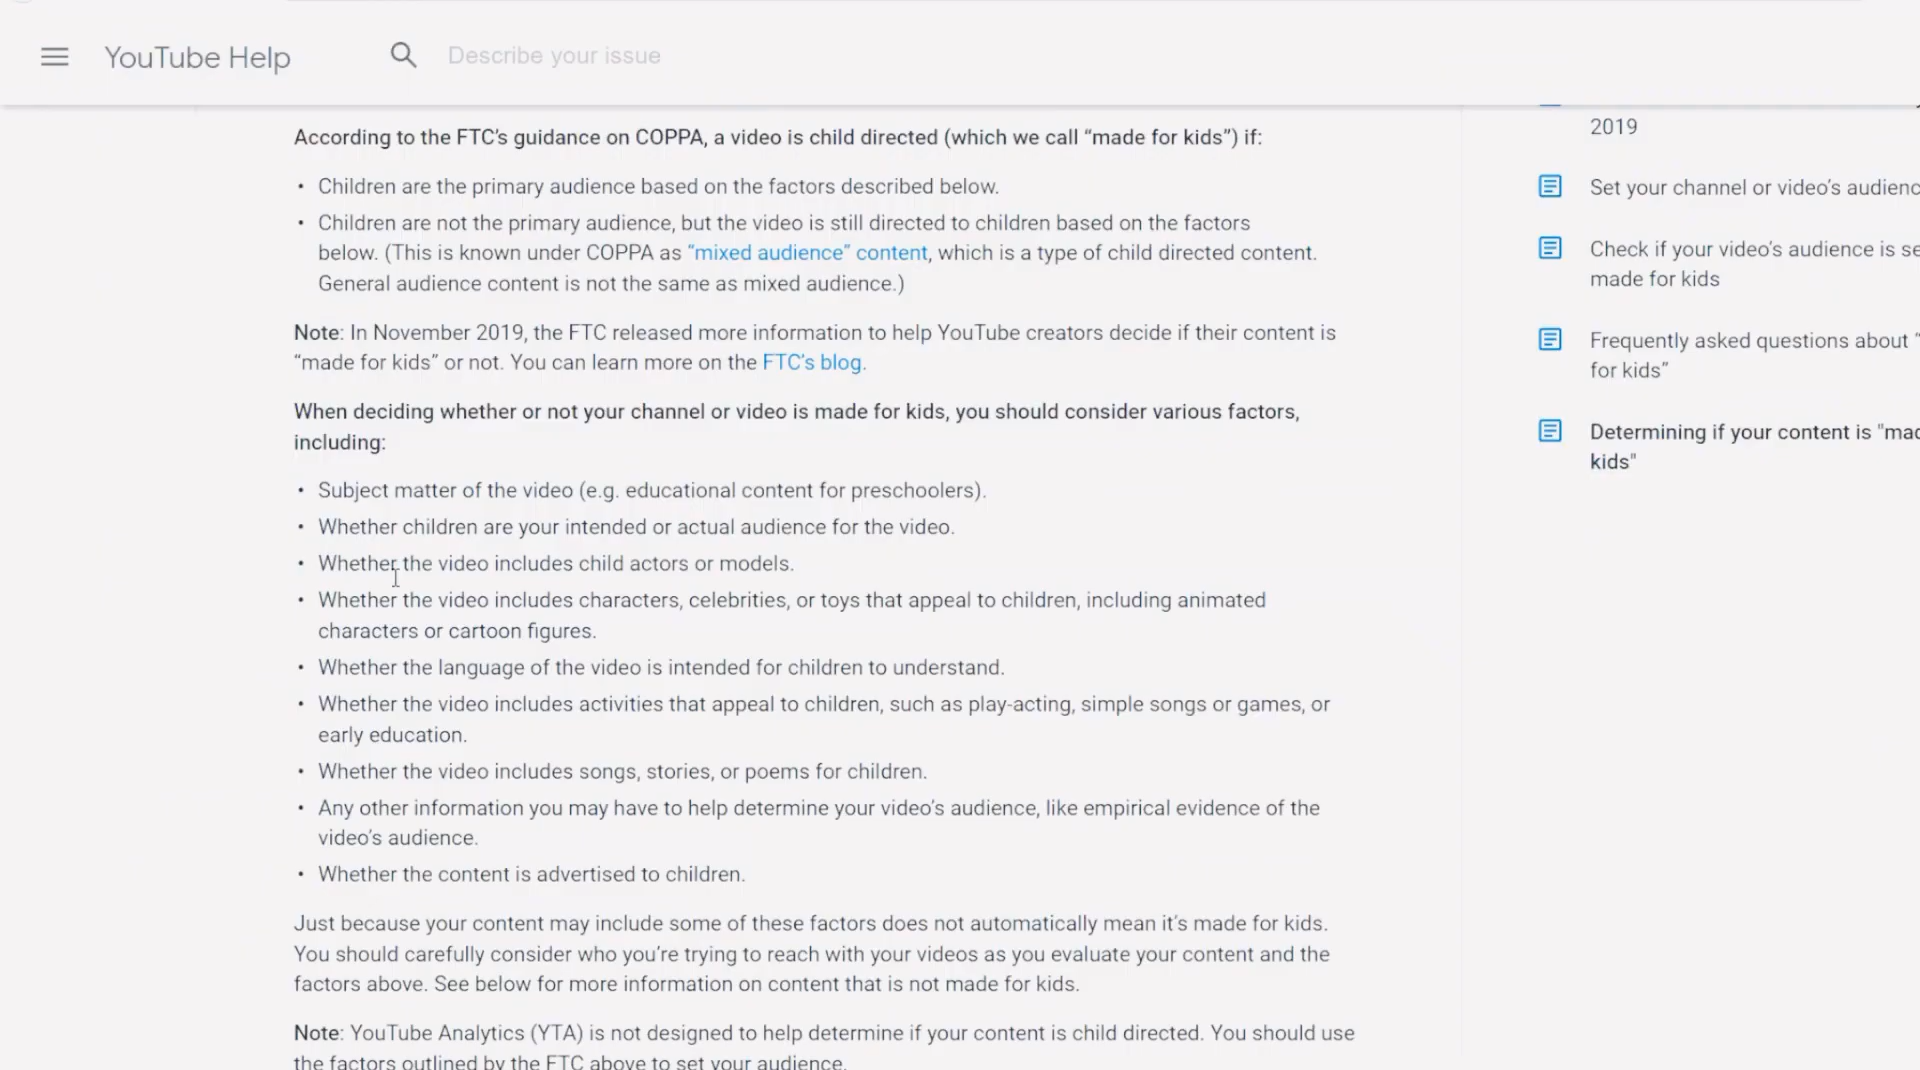 YouTube Help
Describe your issue
According to the FTC’s guidance on COPPA, a video is child directed (which we call “made for kids”) if:
• Children are the primary audience based on the factors described below.
• Children are not the primary audience, but the video is still directed to children based on the factors
below. (This is known under COPPA as “mixed audience” content, which is a type of child directed content.
General audience content is not the same as mixed audience.)
Note: In November 2019, the FTC released more information to help YouTube creators decide if their content is
“made for kids” or not. You can learn more on the FTC’s blog.
When deciding whether or not your channel or video is made for kids, you should consider various factors,
including:
• Subject matter of the video (e.g. educational content for preschoolers).
• Whether children are your intended or actual audience for the video.
• Whether the video includes child actors or models.
• Whether the video includes characters, celebrities, or toys that appeal to children, including animated
characters or cartoon figures.
• Whether the language of the video is intended for children to understand.
• Whether the video includes activities that appeal to children, such as play-acting, simple songs or games, or
early education.
• Whether the video includes songs, stories, or poems for children.
• Any other information you may have to help determine your video’s audience, like empirical evidence of the
video’s audience.
• Whether the content is advertised to children.
Just because your content may include some of these factors does not automatically mean it’s made for kids.
You should carefully consider who you’re trying to reach with your videos as you evaluate your content and the
factors above. See below for more information on content that is not made for kids.
Note: YouTube Analytics (YTA) is not designed to help determine if your content is child directed. You should use
the factors outlined by the FTC above to set your audience.
2019
Set your channel or video’s audienc
Check if your video’s audience is se
made for kids
Frequently asked questions about “
for kids”
Determining if your content is "mad
kids"